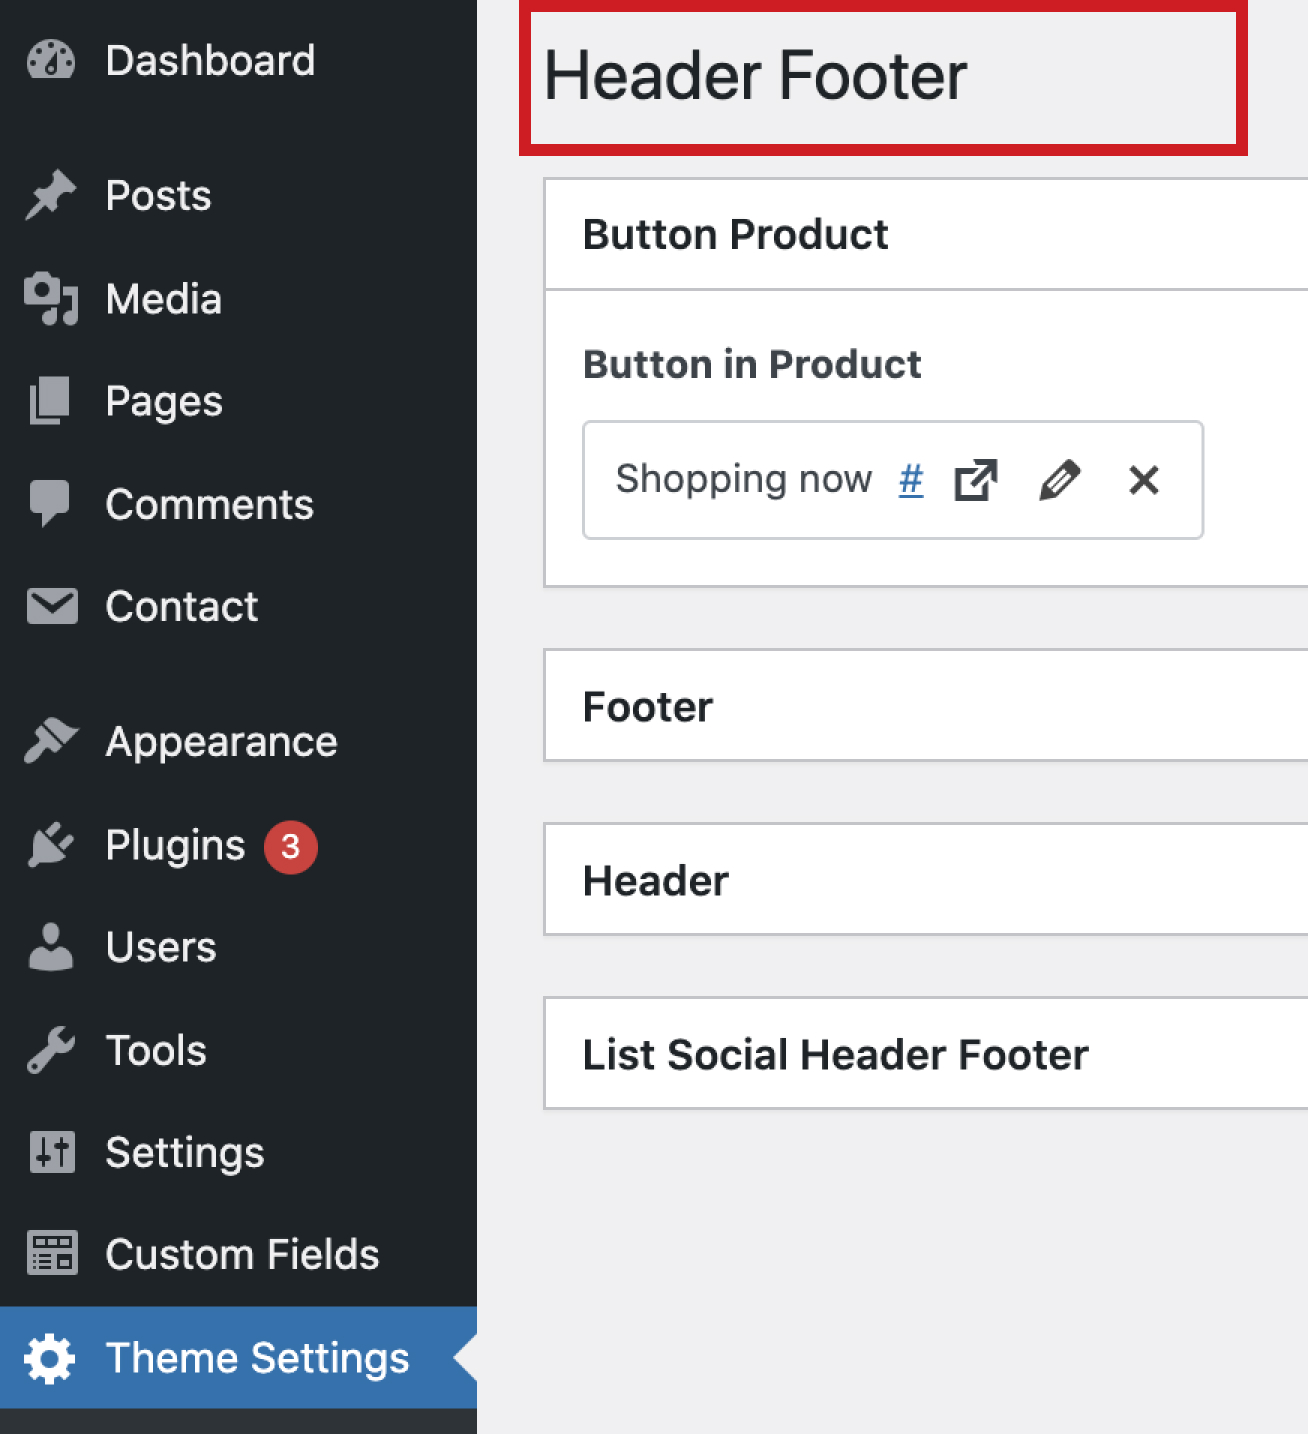 Dashboard
Posts
Media
Pages
Comments
Contact
Appearance
Plugins 3
Users
Tools
Settings
Custom Fields
Theme Settings
Header Footer
Button Product
Button in Product
Shopping now #
Footer
Header
List Social Header Footer